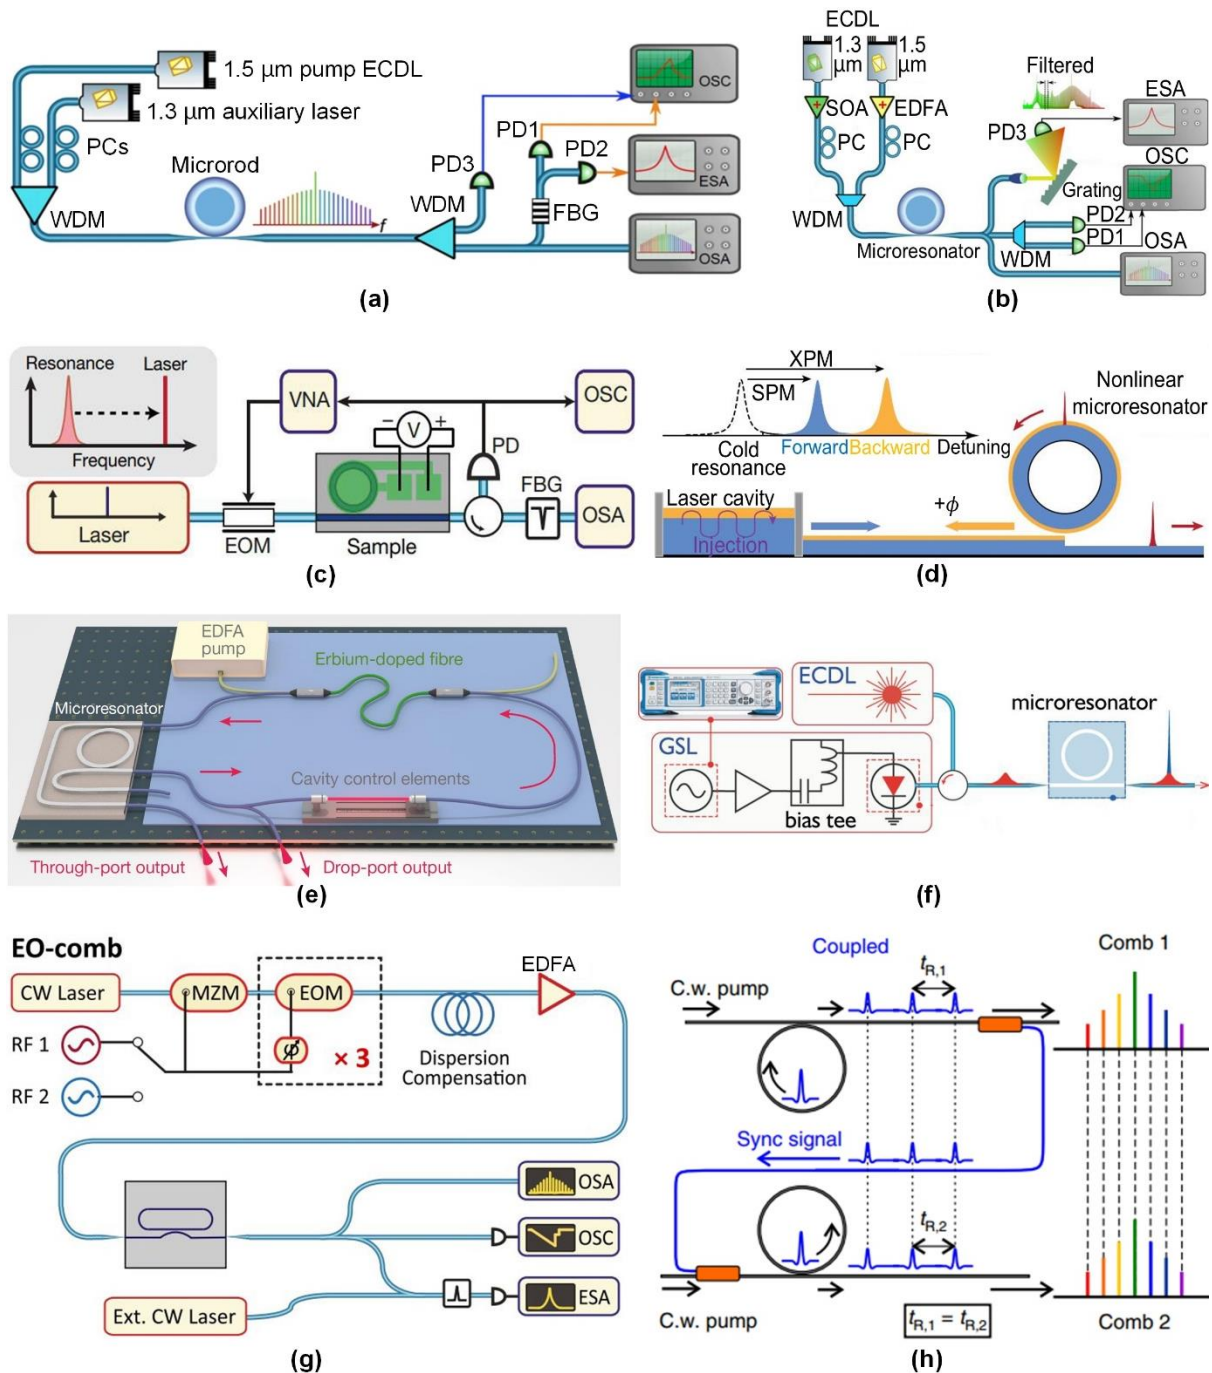 1.5 µm pump ECDL
1.3 µm auxiliary laser
PCs
WDM
Microrod
f
WDM
PD3
PD1
PD2
FBG
OSC
ESA
OSA
(a)
ECDL
1.3 µm
1.5 µm
SOA
EDFA
PC
PC
WDM
Microresonator
Filtered
PD3
Grating
ESA
OSC
PD2
PD1
WDM
OSA
(b)
Resonance
Laser
Frequency
Laser
EOM
VNA
− V +
Sample
PD
FBG
OSC
OSA
(c)
XPM
SPM
Cold
resonance
Forward
Backward
Detuning
Nonlinear
microresonator
Laser cavity
Injection
+ϕ
(d)
EDFA
pump
Erbium-doped fibre
Microresonator
Cavity control elements
Through-port output
Drop-port output
(e)
ECDL
GSL
bias tee
microresonator
(f)
EO-comb
CW Laser
MZM
EOM
φ
× 3
RF 1
RF 2
Dispersion
Compensation
EDFA
OSA
OSC
ESA
Ext. CW Laser
(g)
Coupled
tR,1
C.w. pump
Comb 1
Sync signal
tR,2
C.w. pump
tR,1 = tR,2
Comb 2
(h)